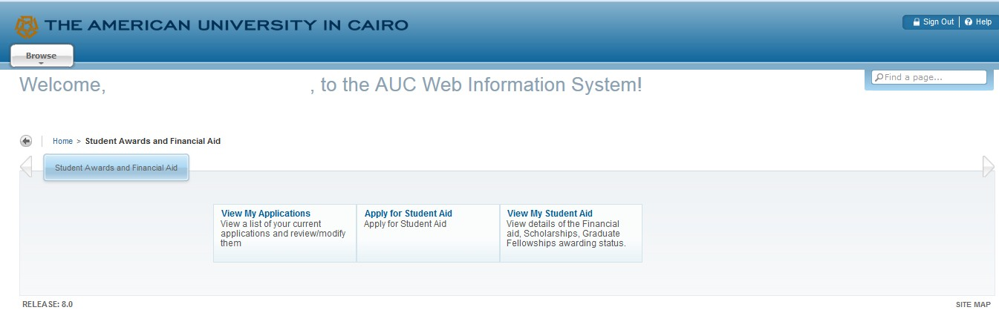 THE AMERICAN UNIVERSITY IN CAIRO
Sign Out | Help
Browse
Find a page...
Welcome, , to the AUC Web Information System!
Home > Student Awards and Financial Aid
Student Awards and Financial Aid
View My Applications
View a list of your current
applications and review/modify
them
Apply for Student Aid
Apply for Student Aid
View My Student Aid
View details of the Financial
aid, Scholarships, Graduate
Fellowships awarding status.
RELEASE: 8.0
SITE MAP